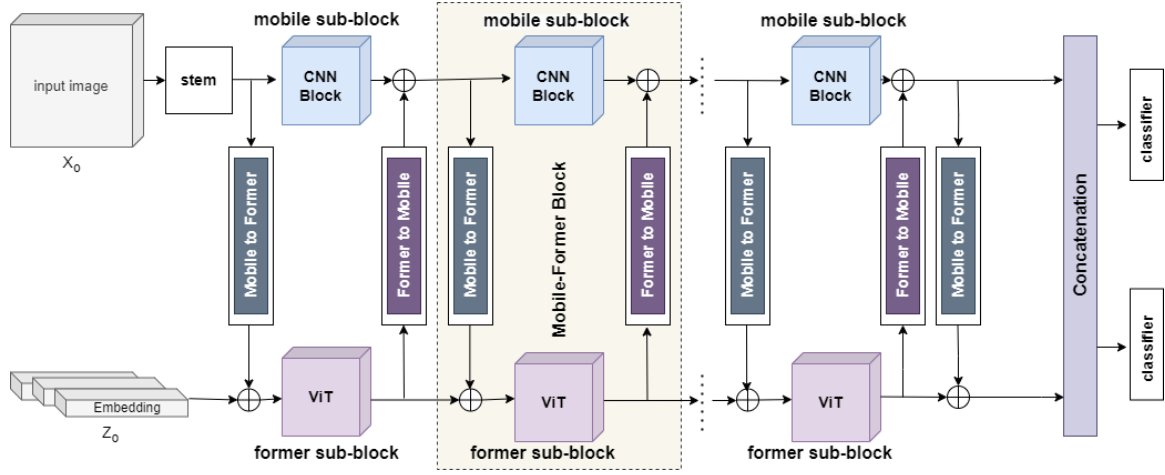 mobile sub-block
mobile sub-block
mobile sub-block
input image
stem
CNN
Block
CNN
Block
CNN
Block
classifier
X₀
Mobile to Former
Former to Mobile
Mobile to Former
Mobile-Former Block
Former to Mobile
Mobile to Former
Former to Mobile
Mobile to Former
Concatenation
classifier
Embedding
Z₀
ViT
ViT
ViT
former sub-block
former sub-block
former sub-block